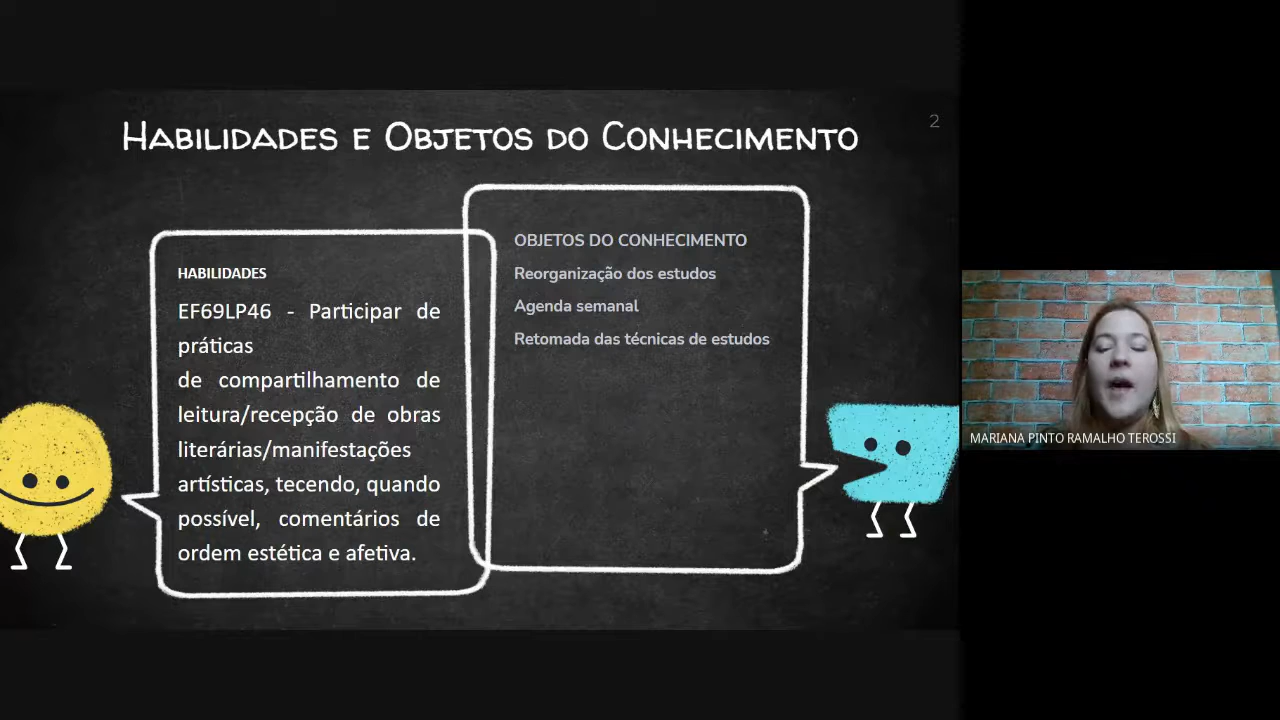 HABILIDADES E OBJETOS DO CONHECIMENTO
2
HABILIDADES
EF69LP46 - Participar de
práticas
de compartilhamento de
leitura/recepção de obras
literárias/manifestações
artísticas, tecendo, quando
possível, comentários de
ordem estética e afetiva.
OBJETOS DO CONHECIMENTO
Reorganização dos estudos
Agenda semanal
Retomada das técnicas de estudos
MARIANA PINTO RAMALHO TEROSSI